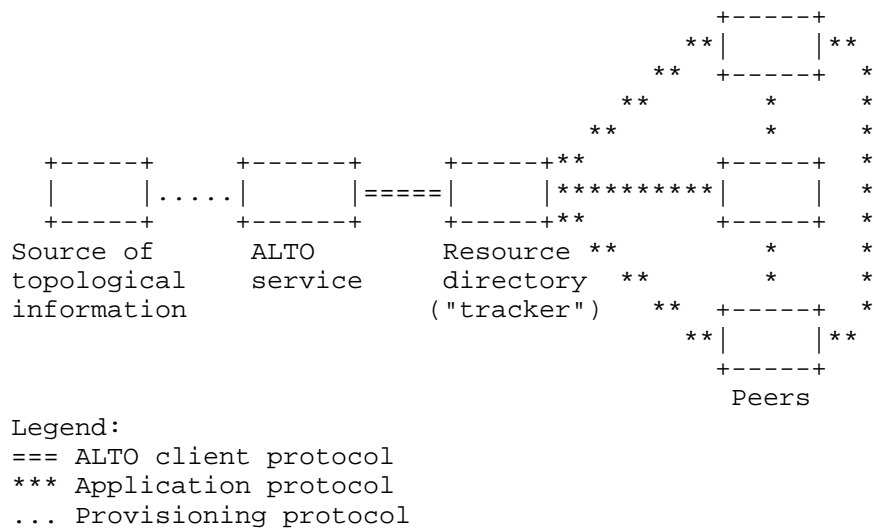 Source of ALTO Resource
topological service directory
information ("tracker")
Peers
Legend:
=== ALTO client protocol
*** Application protocol
... Provisioning protocol